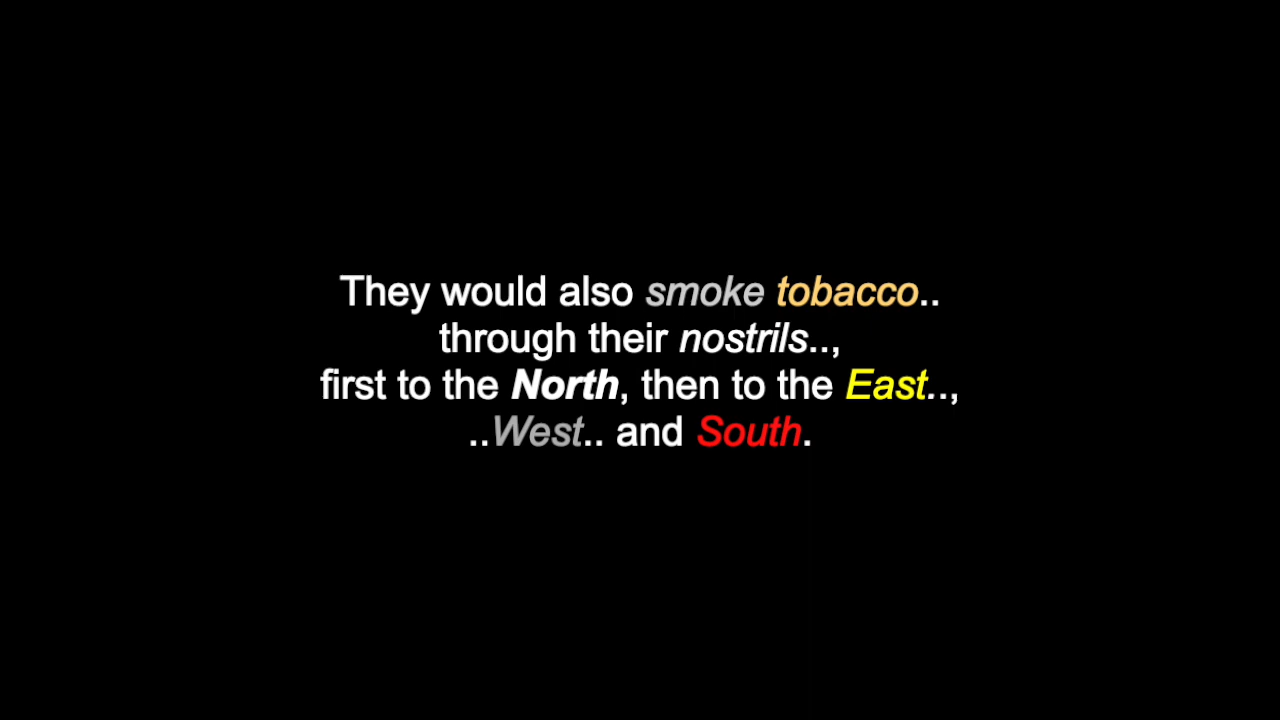 They would also smoke tobacco..
through their nostrils..,
first to the North, then to the East..,
..West.. and South.